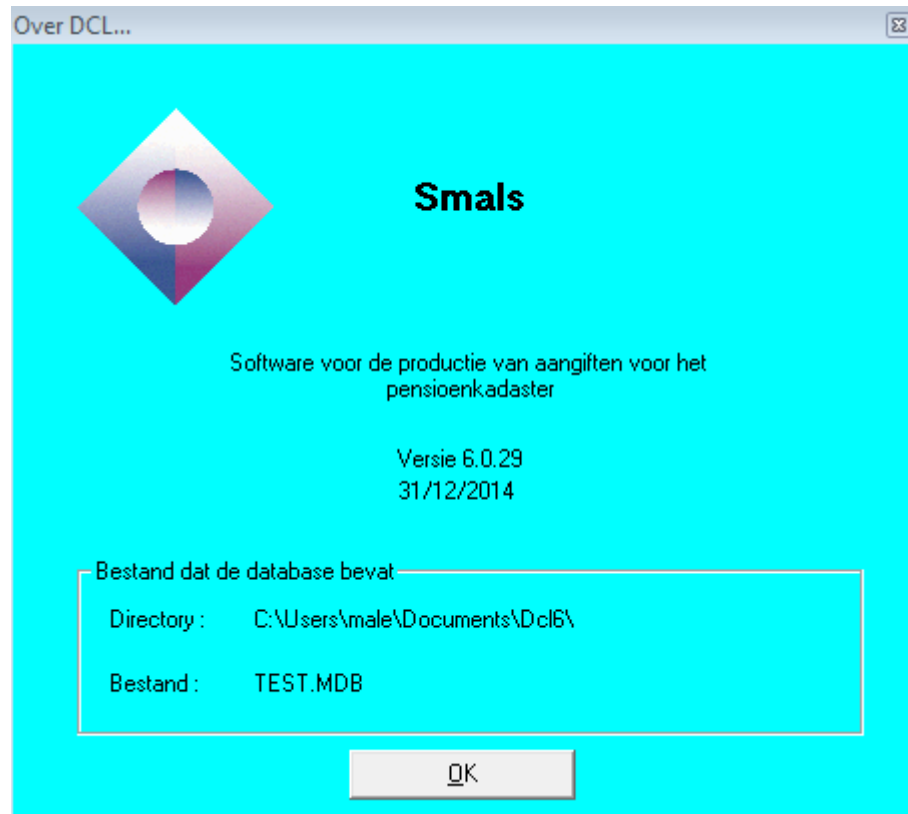 Over DCL...
Smals
Software voor de productie van aangiften voor het
pensioenkadaster
Versie 6.0.29
31/12/2014
Bestand dat de database bevat
Directory : C:\Users\male\Documents\Dcl6\
Bestand : TEST.MDB
OK